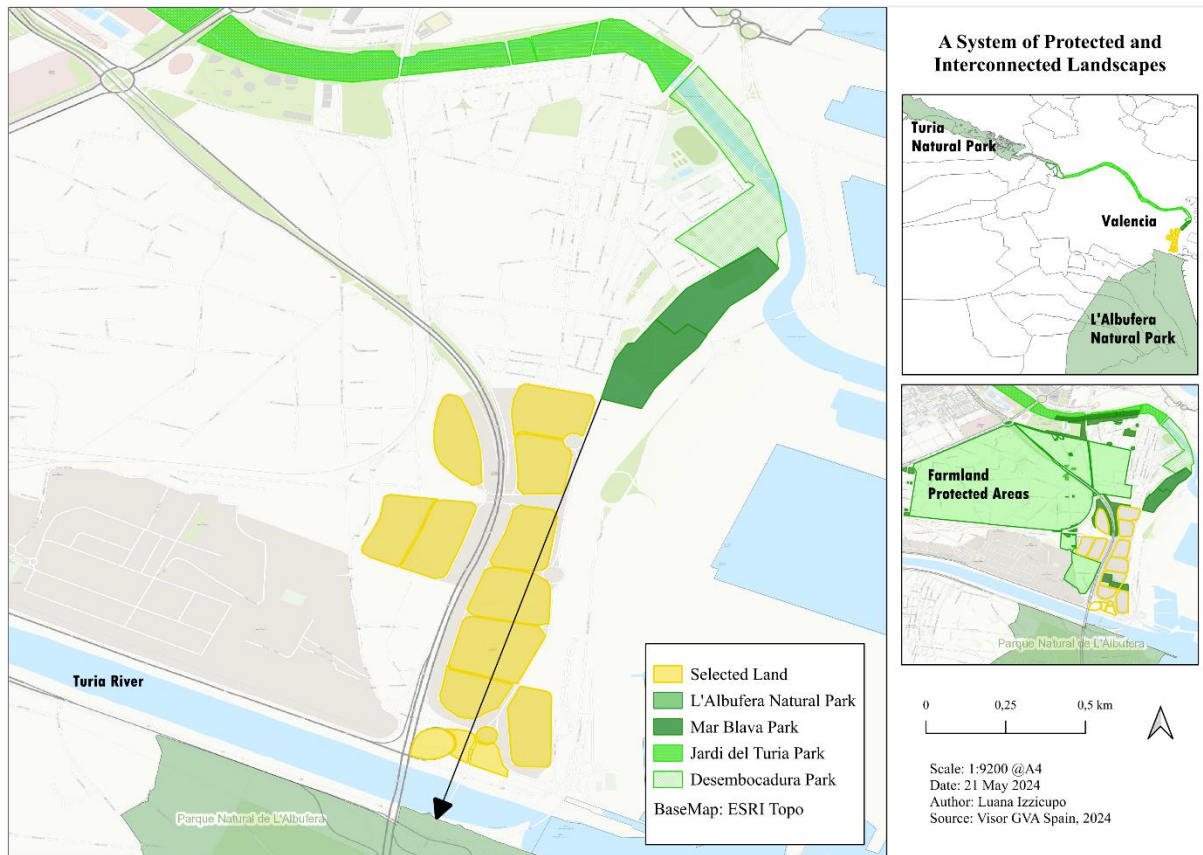 Turia River
Parque Natural de L'Albufera
Selected Land
L'Albufera Natural Park
Mar Blava Park
Jardi del Turia Park
Desembocadura Park
BaseMap: ESRI Topo
A System of Protected and
Interconnected Landscapes
Turia
Natural Park
Valencia
L'Albufera
Natural Park
Farmland
Protected Areas
Parque Natural de L'Albufera
0 0,25 0,5 km
Scale: 1:9200 @A4
Date: 21 May 2024
Author: Luana Izzicupo
Source: Visor GVA Spain, 2024